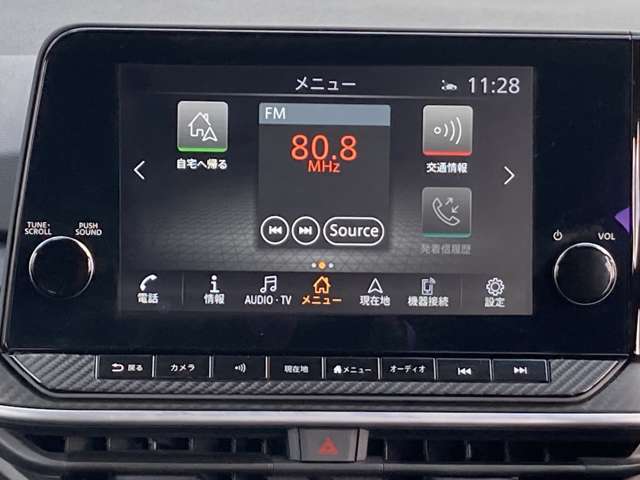 メニュー
11:28
FM
80.8
MHz
Source
自宅へ帰る
交通情報
発着信履歴
TUNE·
SCROLL
PUSH
SOUND
VOL
電話
情報
AUDIO·TV
メニュー
現在地
機器接続
設定
戻る
カメラ
現在地
メニュー
オーディオ